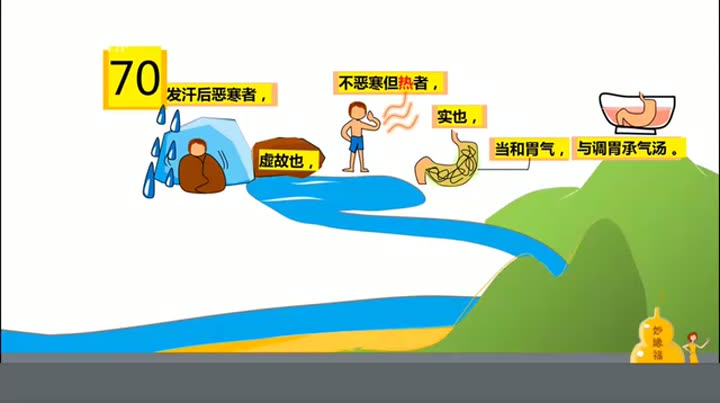 70
发汗后恶寒者，
虚故也，
不恶寒但热者，
实也，
当和胃气，
与调胃承气汤。
妙缘福